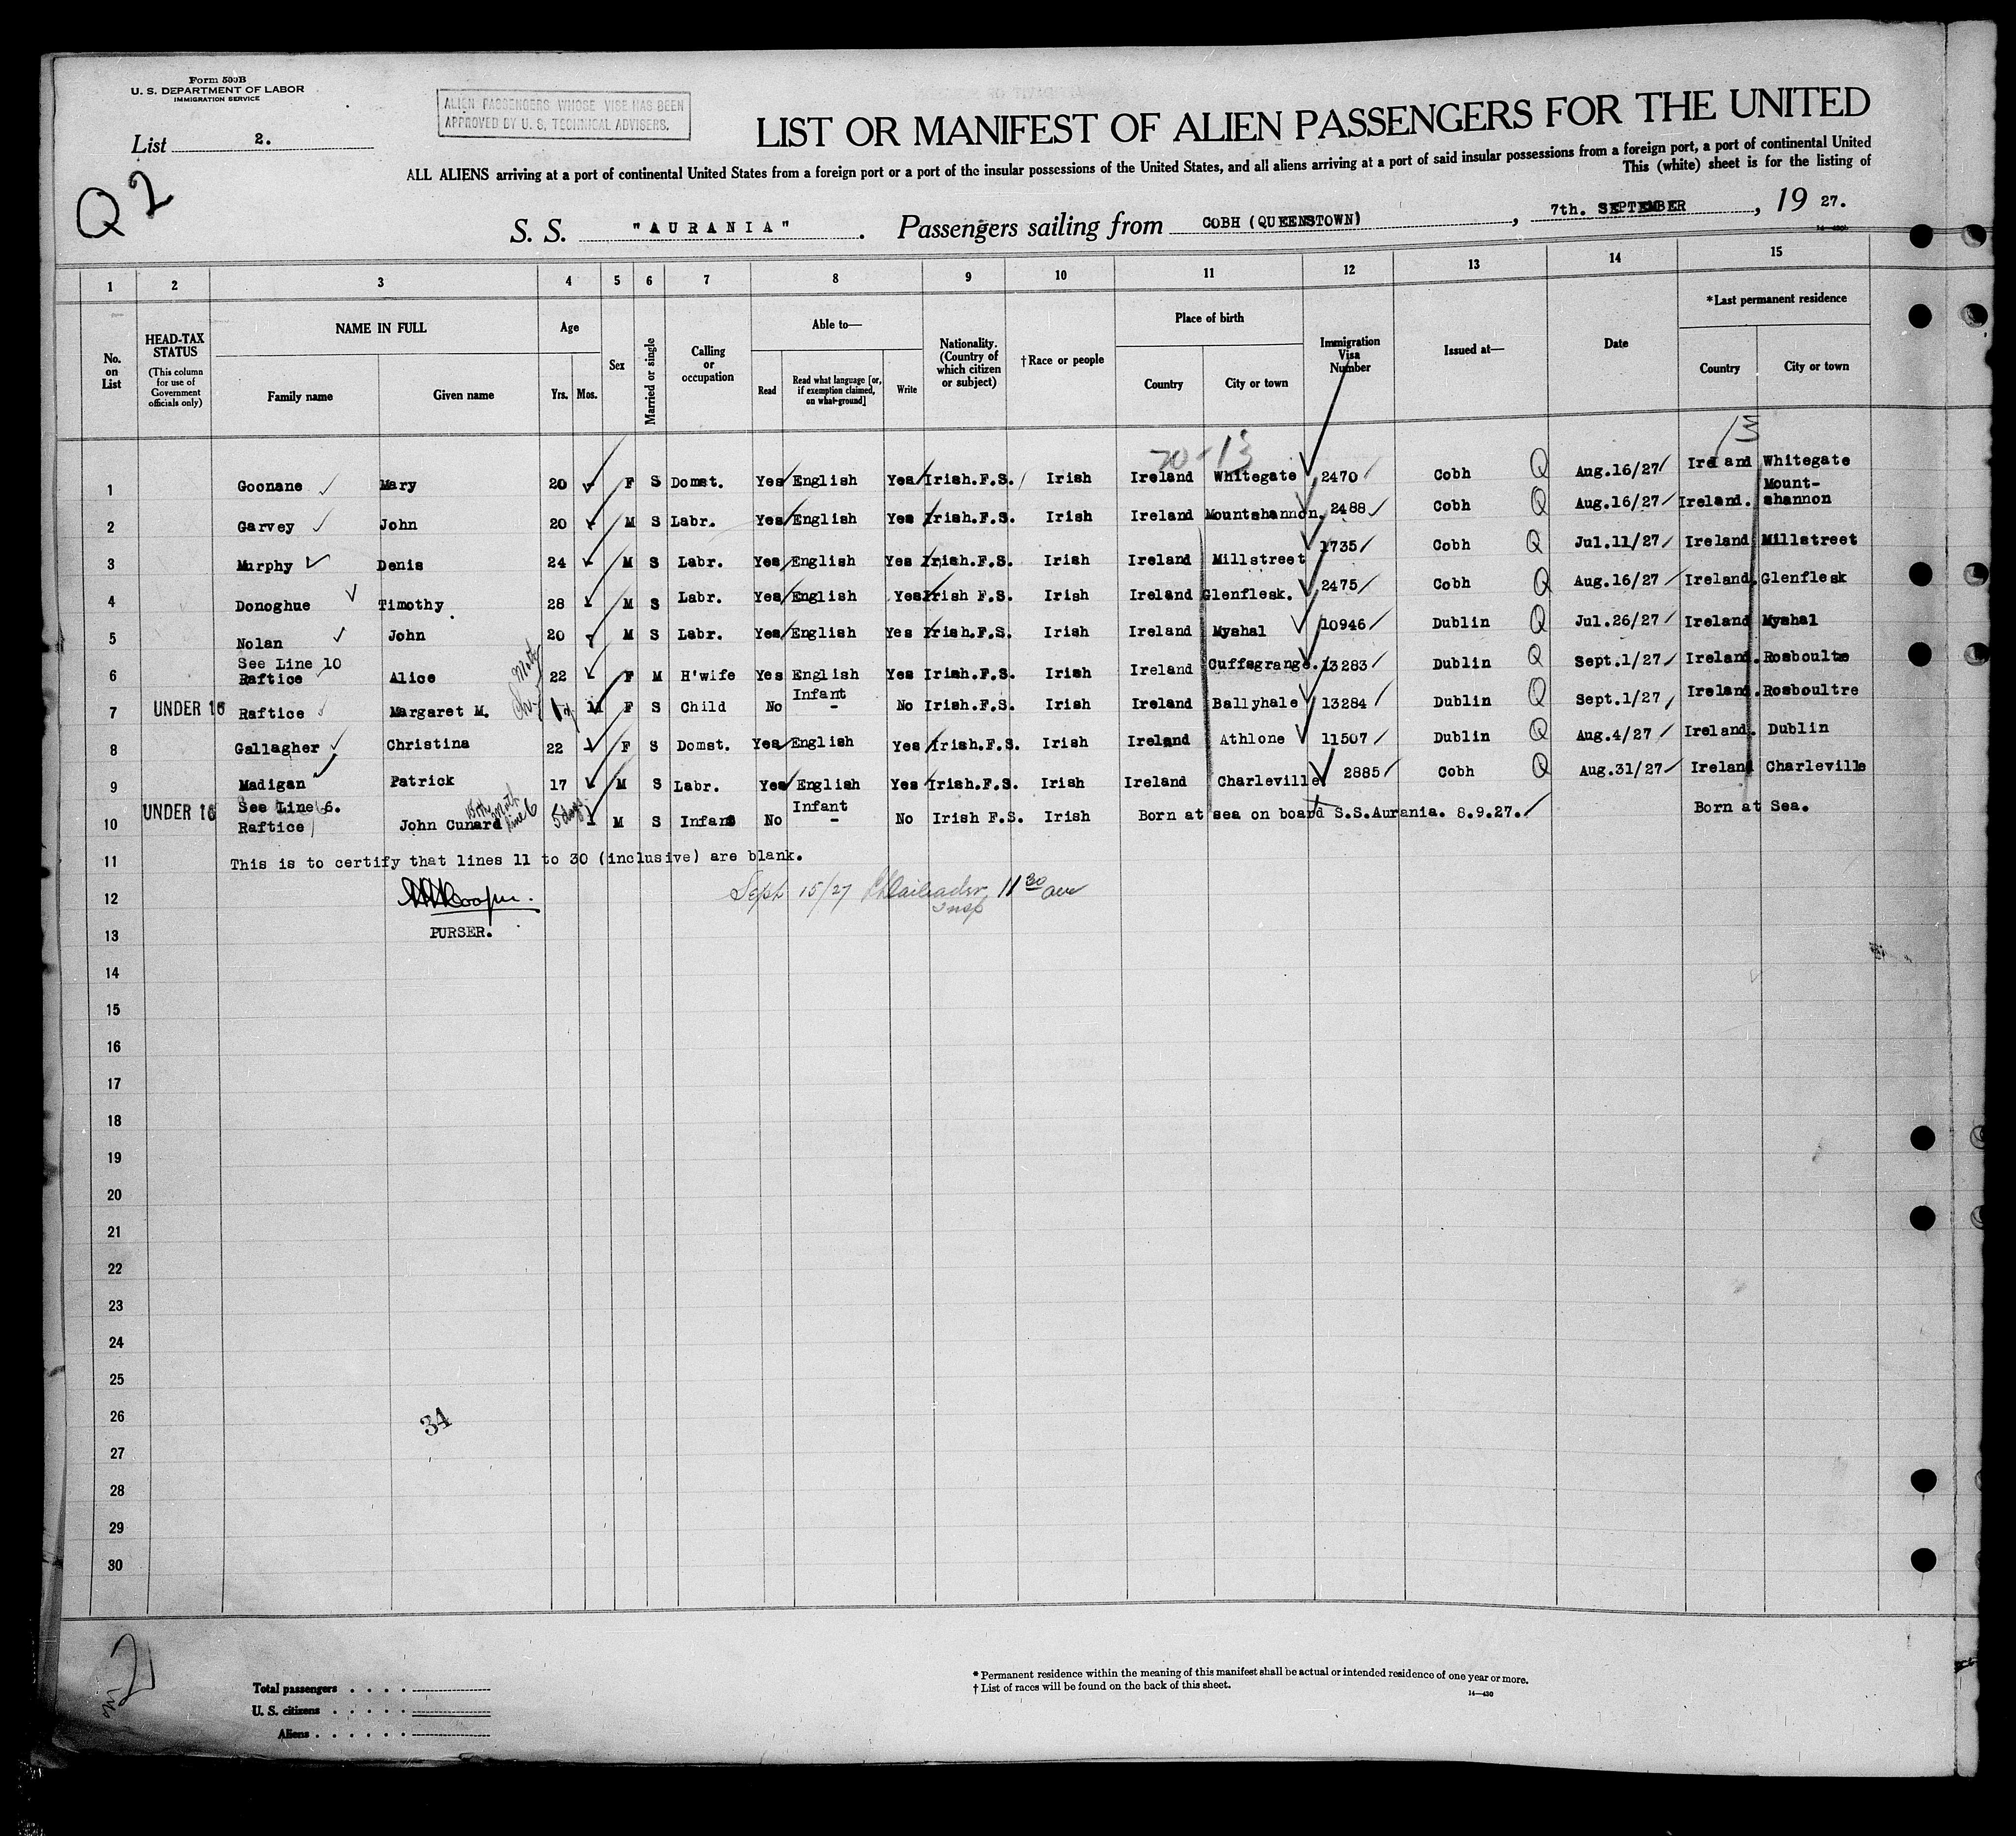 Form 500B
U. S. DEPARTMENT OF LABOR
IMMIGRATION SERVICE
ALIEN PASSENGERS WHOSE VISE HAS BEEN
APPROVED BY U. S. TECHNICAL ADVISERS.
List 2.
Q 2
LIST OR MANIFEST OF ALIEN PASSENGERS FOR THE UNITED
ALL ALIENS arriving at a port of continental United States from a foreign port or a port of the insular possessions of the United States, and all aliens arriving at a port of said insular possessions from a foreign port, a port of continental United
This (white) sheet is for the listing of
S. S. "AURANIA". Passengers sailing from COBH (QUEENSTOWN), 7th. SEPTEMBER, 19 27.
14-430
1 2 3 4 5 6 7 8 9 10 11 12 13 14 15
No. on List
HEAD-TAX STATUS
(This column for use of Government officials only)
NAME IN FULL
Family name Given name
Age
Yrs. Mos.
Sex
Married or single
Calling or occupation
Able to—
Read Read what language [or, if exemption claimed, on what ground] Write
Nationality. (Country of which citizen or subject)
†Race or people
Place of birth
Country City or town
Immigration Visa Number
Issued at—
Date
*Last permanent residence
Country City or town
1 Goonane Mary 20 F S Domst. Yes English Yes Irish.F.S. Irish Ireland Whitegate 2470 Cobh Q Aug.16/27 Ireland Whitegate
2 Garvey John 20 M S Labr. Yes English Yes Irish.F.S. Irish Ireland Mountshannon. 2488 Cobh Q Aug.16/27 Ireland. Mount-shannon
3 Murphy Denis 24 M S Labr. Yes English Yes Irish.F.S. Irish Ireland Millstreet 1735 Cobh Q Jul.11/27 Ireland Millstreet
4 Donoghue Timothy 28 M S Labr. Yes English Yes Irish F.S. Irish Ireland Glenflesk. 2475 Cobh Q Aug.16/27 Ireland. Glenflesk
5 Nolan John 20 M S Labr. Yes English Yes Irish.F.S. Irish Ireland Myshal 10946 Dublin Q Jul.26/27 Ireland Myshal
See Line 10
6 Raftice Alice 22 F M H'wife Yes English Yes Irish.F.S. Irish Ireland Cuffsgrange. 13283 Dublin Q Sept.1/27 Ireland. Rosboulte
7 UNDER 16 Raftice Margaret M. F S Child No Infant - No Irish.F.S. Irish Ireland Ballyhale 13284 Dublin Q Sept.1/27 Ireland. Rosboultre
8 Gallagher Christina 22 F S Domst. Yes English Yes Irish.F.S. Irish Ireland Athlone 11507 Dublin Q Aug.4/27 Ireland. Dublin
9 Madigan Patrick 17 M S Labr. Yes English Yes Irish.F.S. Irish Ireland Charleville 2885 Cobh Q Aug.31/27 Ireland Charleville
See Line 6.
10 UNDER 16 Raftice John Cunard with Moth line 6 5 days M S Infant No Infant - No Irish F.S. Irish Born at sea on board S.S.Aurania. 8.9.27. Born at Sea.
11 This is to certify that lines 11 to 30 (inclusive) are blank.
12 Sept 15/27 Insp 11 30 am
13 PURSER.
14
15
16
17
18
19
20
21
22
23
24
25
26
34
27
28
29
30
Total passengers
U. S. citizens
Aliens
* Permanent residence within the meaning of this manifest shall be actual or intended residence of one year or more.
† List of races will be found on the back of this sheet.
14-430